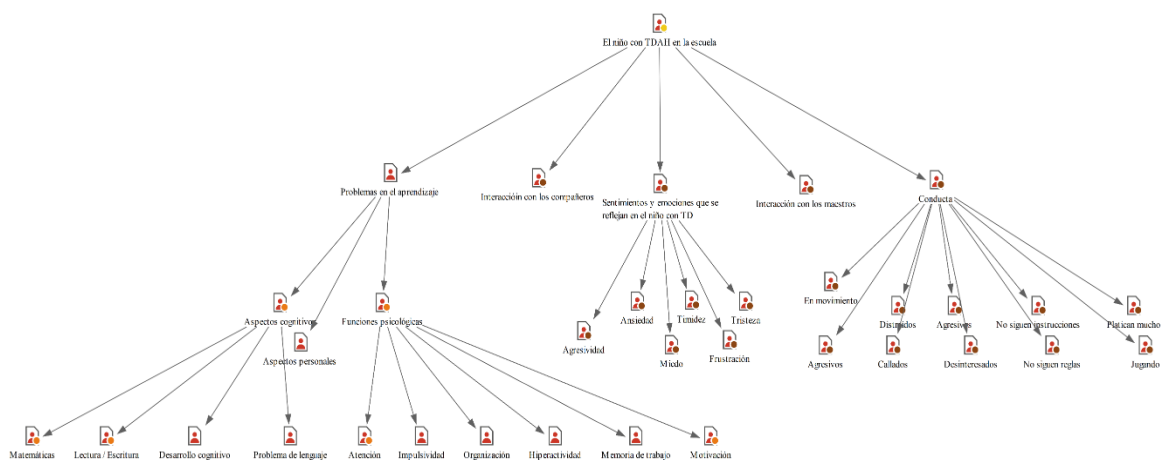 El niño con TDAH en la escuela
Problemas en el aprendizaje
Interacción con los compañeros
Sentimientos y emociones que se
reflejan en el niño con TD
Interacción con los maestros
Conducta
Aspectos cognitivos
Funciones psicológicas
Aspectos personales
Ansiedad
Timidez
Tristeza
Agresividad
Miedo
Frustración
En movimiento
Distraídos
Agresivos
No siguen instrucciones
Platican mucho
Agresivos
Callados
Desinteresados
No siguen reglas
Jugando
Matemáticas
Lectura / Escritura
Desarrollo cognitivo
Problema de lenguaje
Atención
Impulsividad
Organización
Hiperactividad
Memoria de trabajo
Motivación